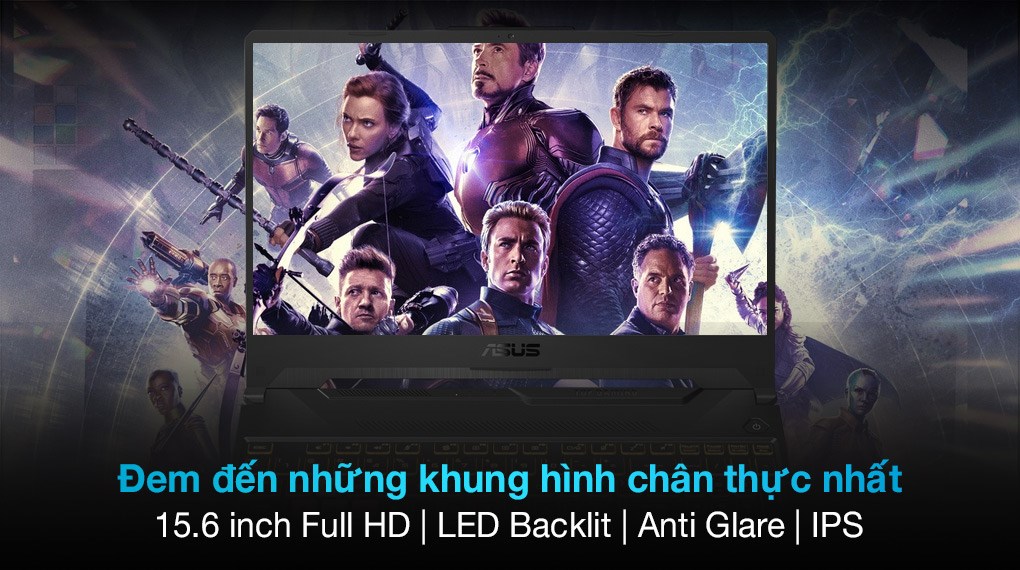 ASUS
Đem đến những khung hình chân thực nhất
15.6 inch Full HD | LED Backlit | Anti Glare | IPS